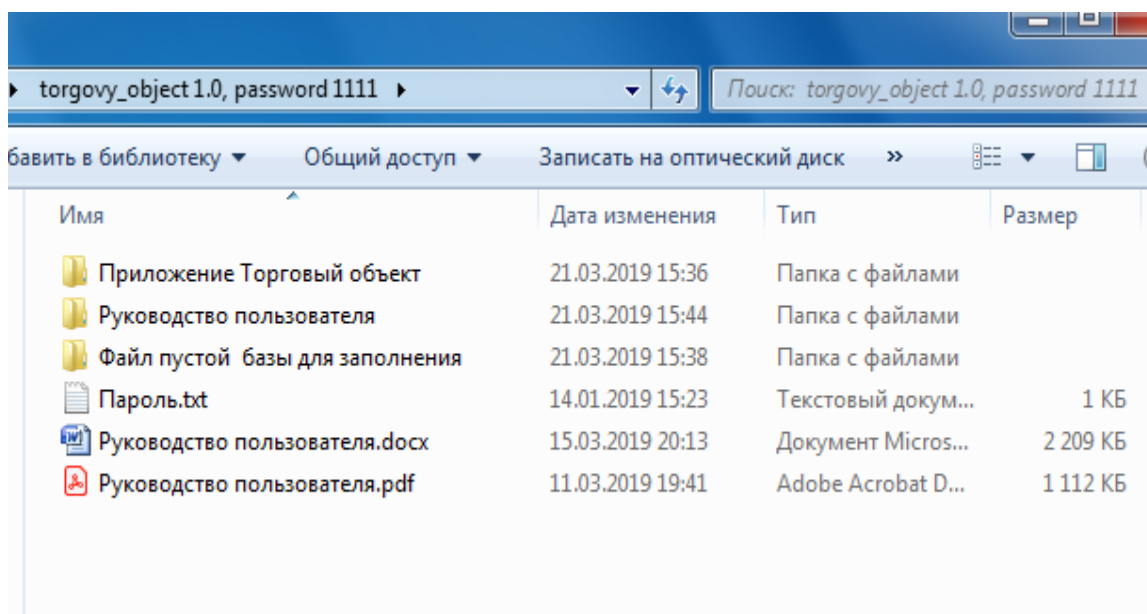 torgovy_object 1.0, password 1111 Поиск: torgovy_object 1.0, password 1111
бавить в библиотеку Общий доступ Записать на оптический диск »
Имя Дата изменения Тип Размер
Приложение Торговый объект 21.03.2019 15:36 Папка с файлами
Руководство пользователя 21.03.2019 15:44 Папка с файлами
Файл пустой базы для заполнения 21.03.2019 15:38 Папка с файлами
Пароль.txt 14.01.2019 15:23 Текстовый докум... 1 КБ
Руководство пользователя.docx 15.03.2019 20:13 Документ Micros... 2 209 КБ
Руководство пользователя.pdf 11.03.2019 19:41 Adobe Acrobat D... 1 112 КБ